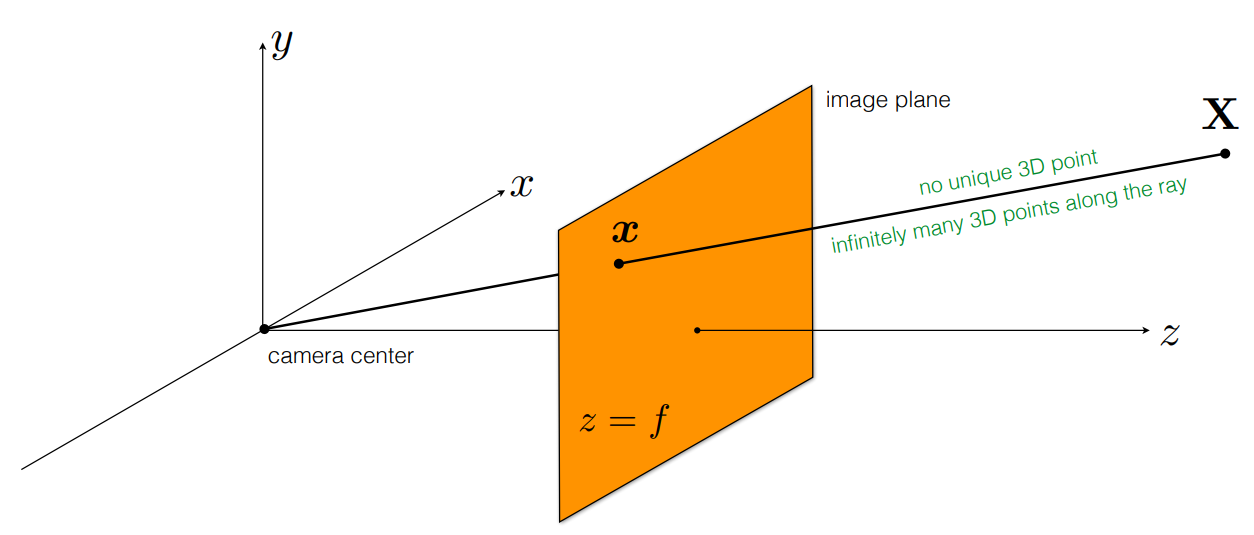 y
image plane
X
no unique 3D point
x
infinitely many 3D points along the ray
x
z
camera center
z = f